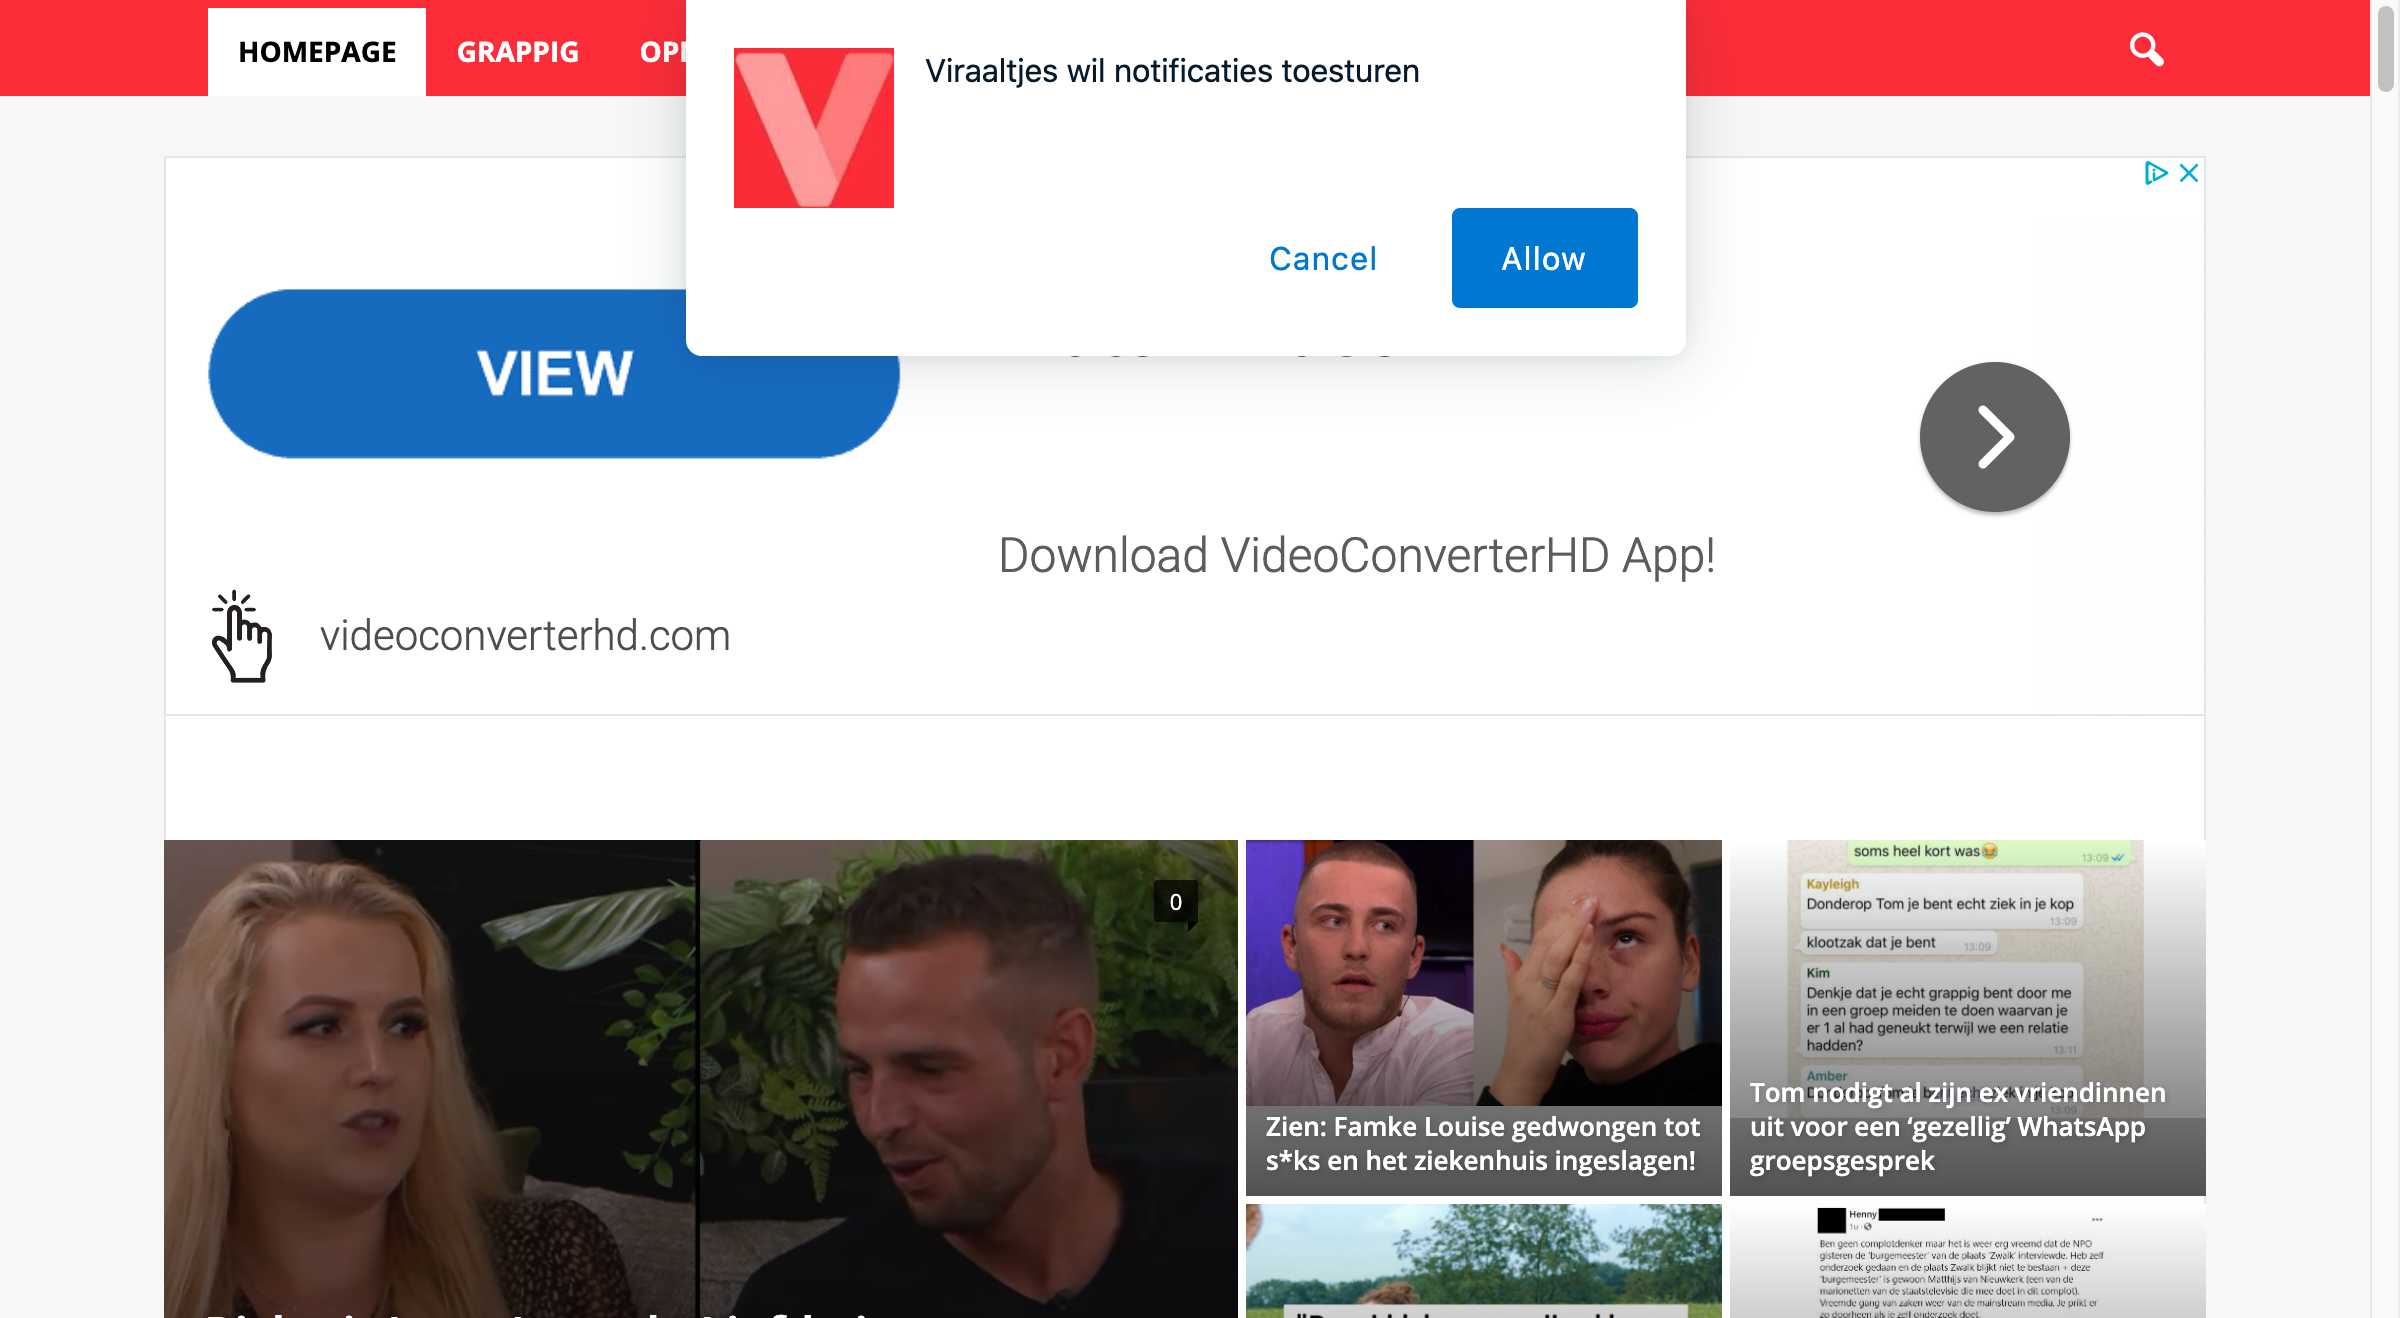 HOMEPAGE
GRAPPIG
Viraaltjes wil notificaties toesturen
Cancel
Allow
VIEW
Download VideoConverterHD App!
videoconverterhd.com
0
Zien: Famke Louise gedwongen tot
s*ks en het ziekenhuis ingeslagen!
soms heel kort was😂
13:09
Kayleigh
Donderop Tom je bent echt ziek in je kop
13:09
klootzak dat je bent
13:09
Kim
Denkje dat je echt grappig bent door me
in een groep meiden te doen waarvan je
er 1 al had geneukt terwijl we een relatie
hadden?
13:11
Amber
Tom nodigt al zijn ex vriendinnen
uit voor een ‘gezellig’ WhatsApp
groepsgesprek
Henny
1u
Ben geen complotdenker maar het is weer erg vreemd dat de NPO
gisteren de 'burgemeester' van de plaats 'Zwalk' interviewde. Heb zelf
onderzoek gedaan en de plaats Zwalk blijkt niet te bestaan + deze
'burgemeester' is gewoon Matthijs van Nieuwkerk (een van de
marionetten van de staatstelevisie die mee doet in dit complot).
Vreemde gang van zaken weer van de mainstream media. Je prikt er
zo doorheen als je zelf onderzoek doet.